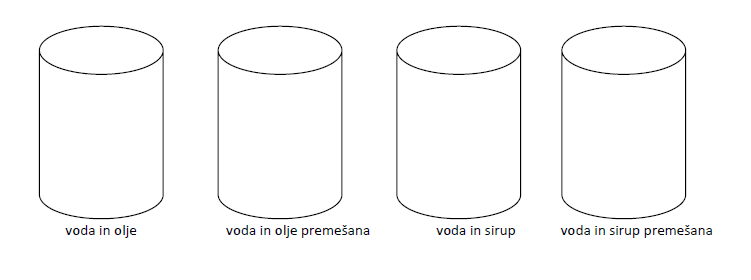 voda in olje
voda in olje premešana
voda in sirup
voda in sirup premešana